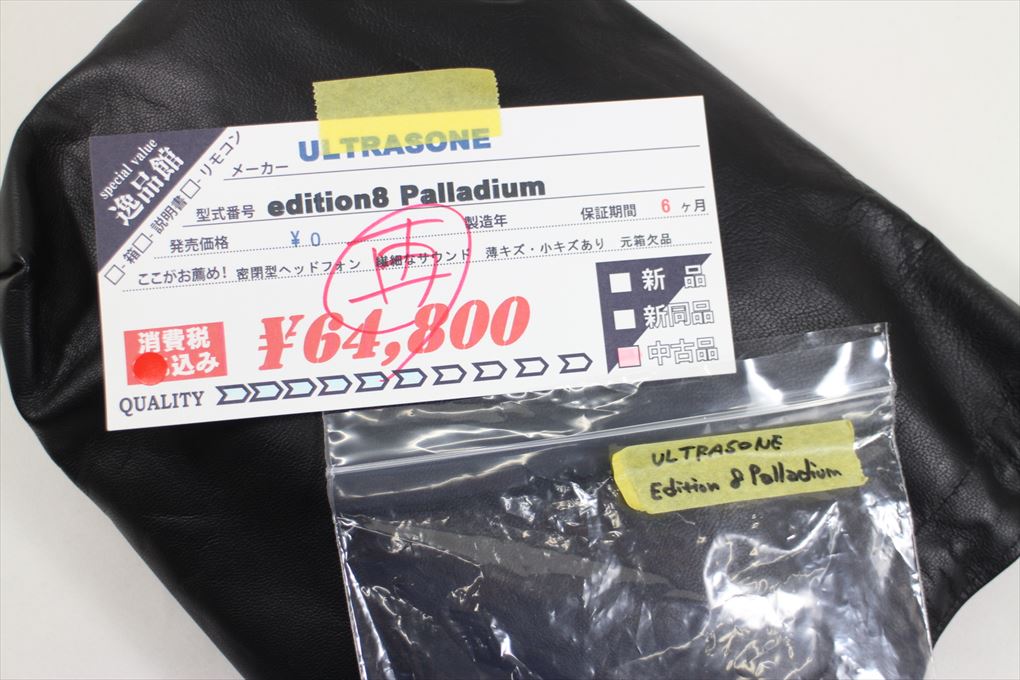 special value
逸品館
□箱□説明書□リモコン
メーカー ULTRASONE
型式番号 edition8 Palladium
発売価格 ¥0 製造年 保証期間 6ヶ月
ここがお薦め! 密閉型ヘッドフォン 繊細なサウンド 薄キズ・小キズあり 元箱欠品
再
消費税
込み
¥64,800
新品
新同品
中古品
QUALITY
ULTRASONE
Edition 8 Palladium